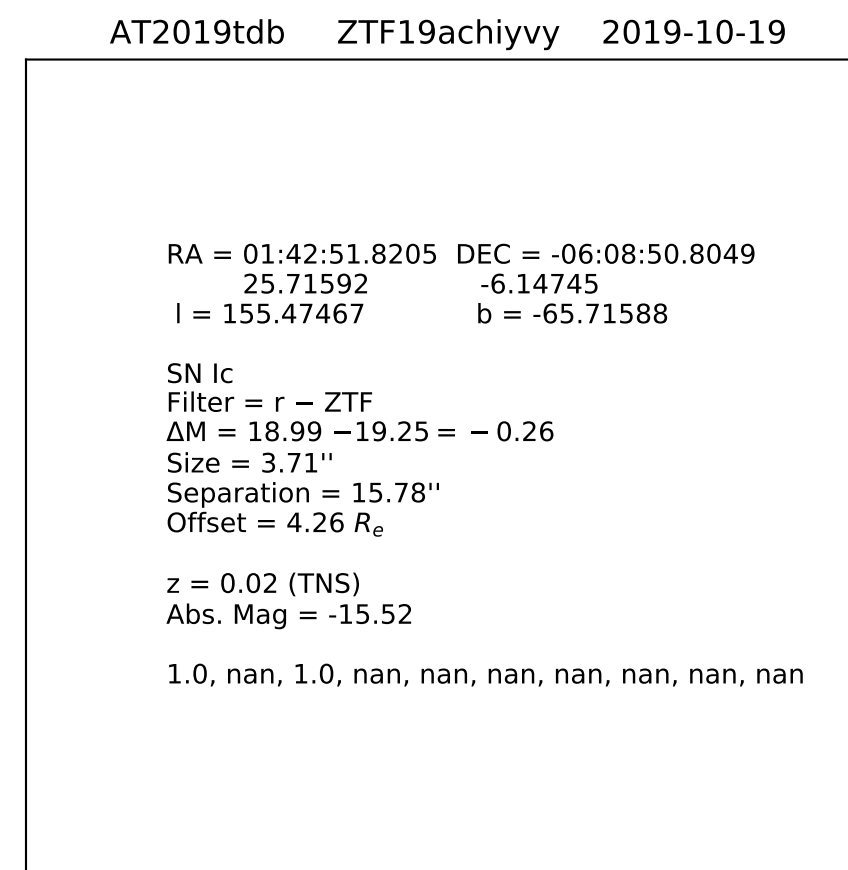 AT2019tdb ZTF19achiyvy 2019-10-19
RA = 01:42:51.8205 DEC = -06:08:50.8049
25.71592 -6.14745
l = 155.47467 b = -65.71588
SN Ic
Filter = r − ZTF
ΔM = 18.99 −19.25 = − 0.26
Size = 3.71''
Separation = 15.78''
Offset = 4.26 Rₑ
z = 0.02 (TNS)
Abs. Mag = -15.52
1.0, nan, 1.0, nan, nan, nan, nan, nan, nan, nan